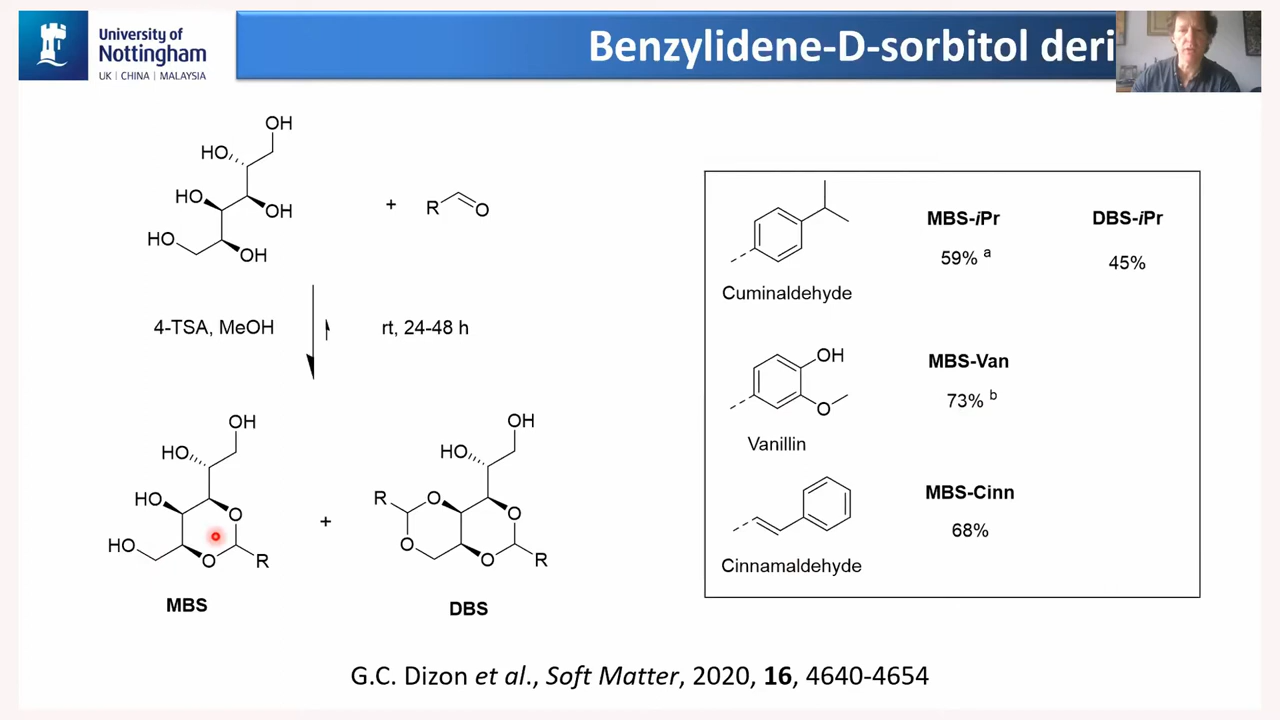 University of
Nottingham
UK | CHINA | MALAYSIA
Benzylidene-D-sorbitol deri
OH
HO
HO
OH
HO
OH
+
R
O
4-TSA, MeOH
rt, 24-48 h
OH
HO
HO
O
HO
O
R
MBS
+
OH
HO
R
O
O
O
O
R
DBS
MBS-iPr
DBS-iPr
59% a
45%
Cuminaldehyde
OH
O
MBS-Van
73% b
Vanillin
MBS-Cinn
68%
Cinnamaldehyde
G.C. Dizon et al., Soft Matter, 2020, 16, 4640-4654